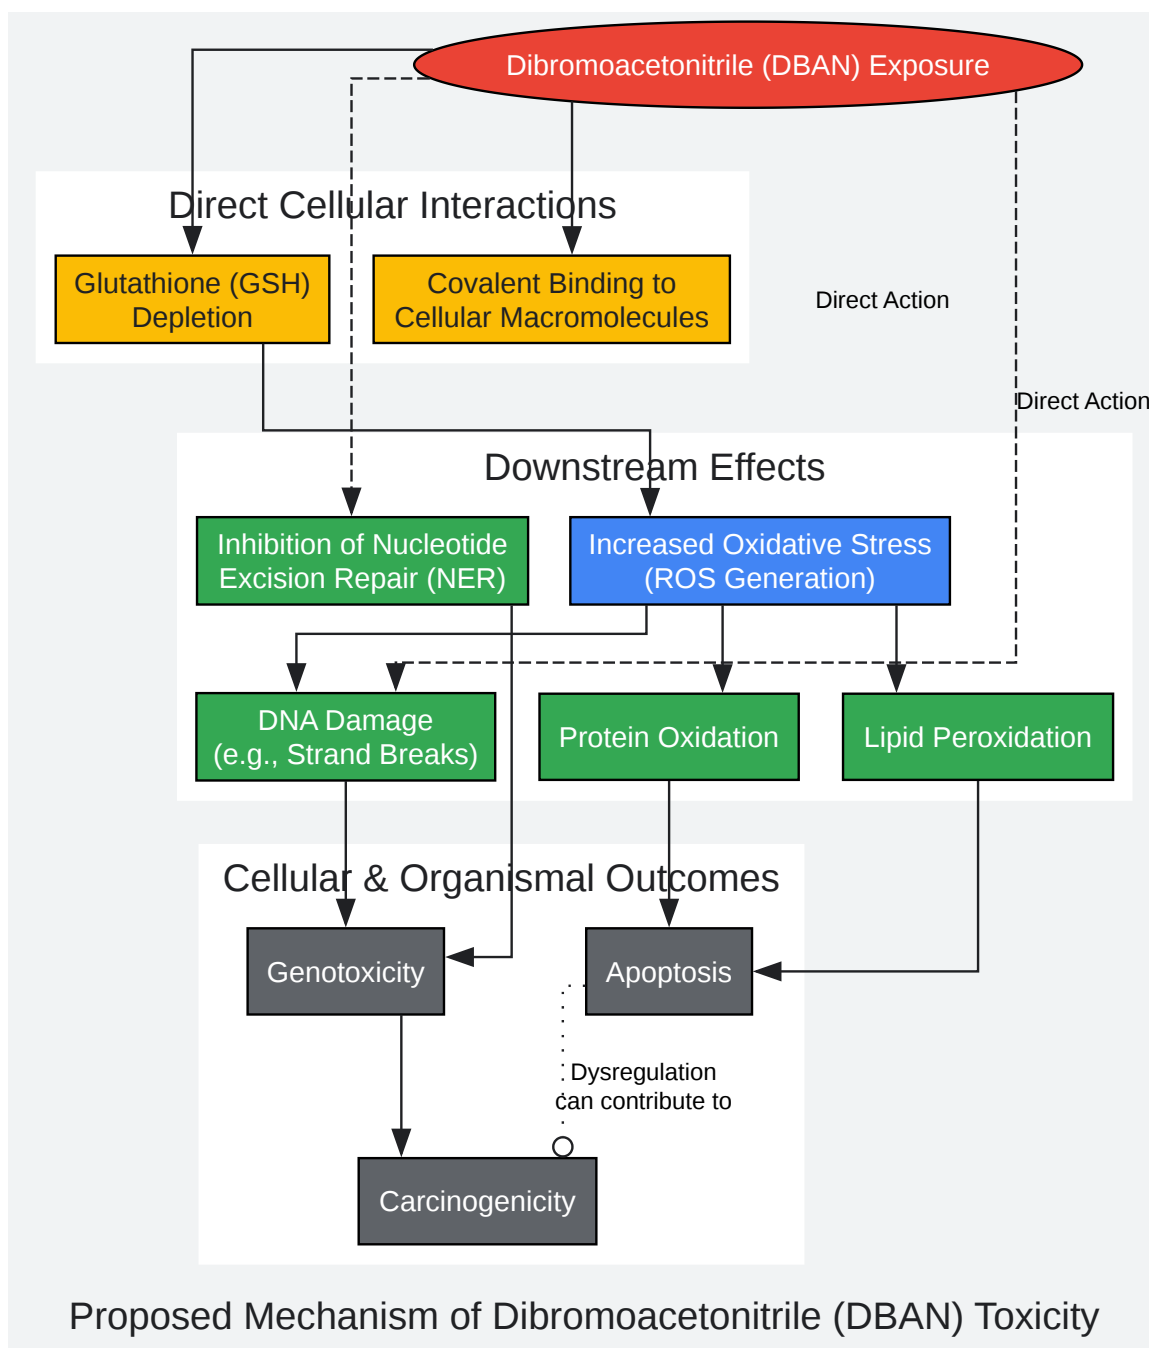 Dibromoacetonitrile (DBAN) Exposure
Direct Cellular Interactions
Glutathione (GSH)
Depletion
Covalent Binding to
Cellular Macromolecules
Direct Action
Direct Action
Downstream Effects
Inhibition of Nucleotide
Excision Repair (NER)
Increased Oxidative Stress
(ROS Generation)
DNA Damage
(e.g., Strand Breaks)
Protein Oxidation
Lipid Peroxidation
Cellular & Organismal Outcomes
Genotoxicity
Apoptosis
Dysregulation
can contribute to
Carcinogenicity
Proposed Mechanism of Dibromoacetonitrile (DBAN) Toxicity